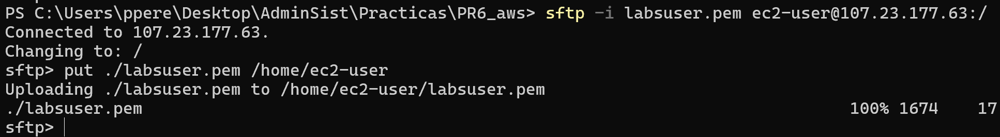 PS C:\Users\ppere\Desktop\AdminSist\Practicas\PR6_aws> sftp -i labsuser.pem ec2-user@107.23.177.63:/
Connected to 107.23.177.63.
Changing to: /
sftp> put ./labsuser.pem /home/ec2-user
Uploading ./labsuser.pem to /home/ec2-user/labsuser.pem
./labsuser.pem 100% 1674 17
sftp>